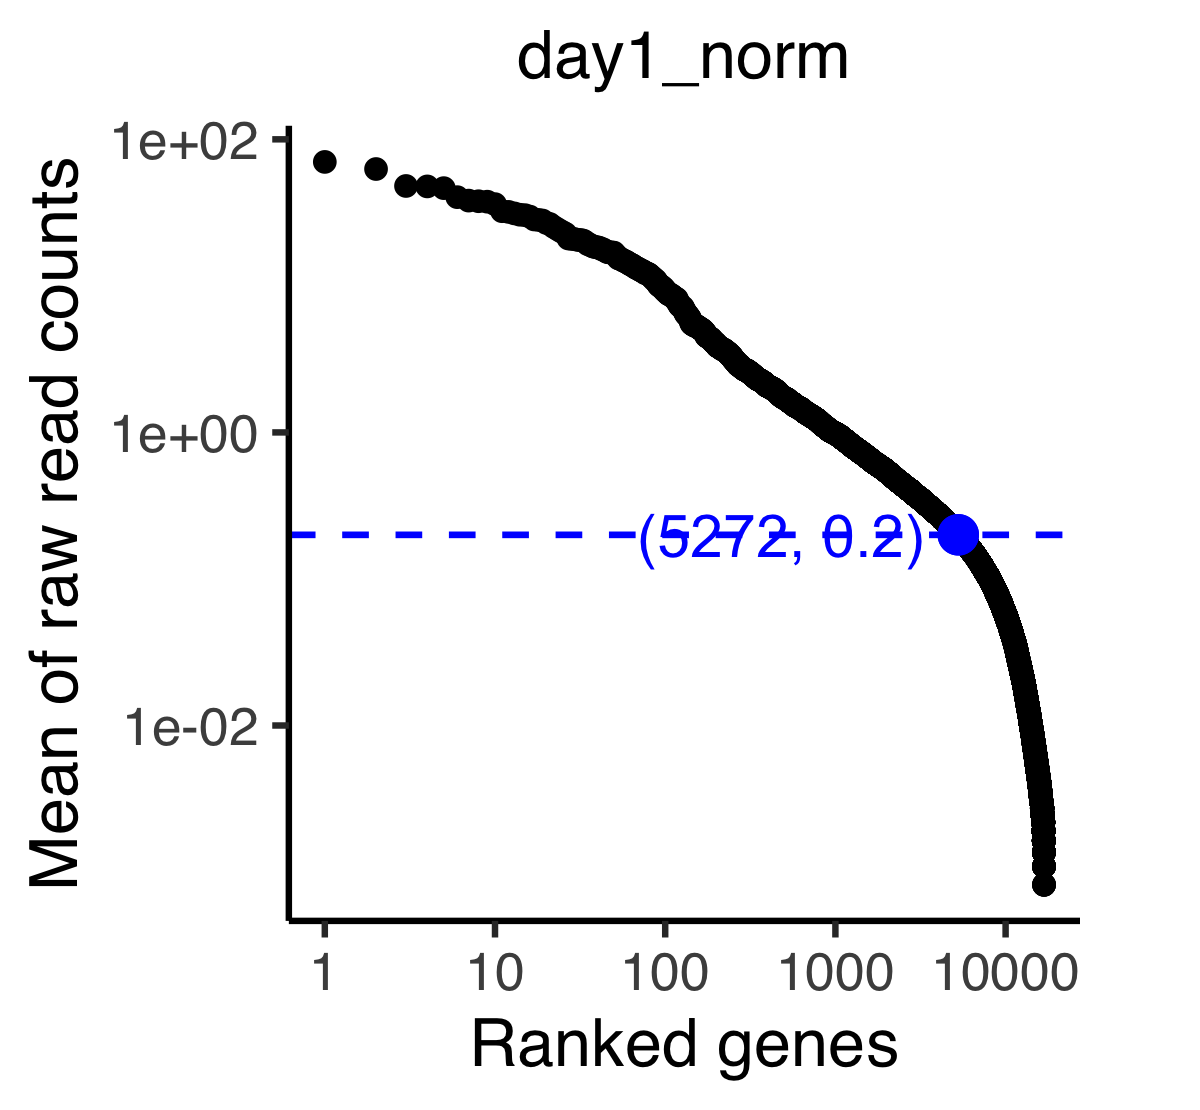 day1_norm
Mean of raw read counts
1e+02
1e+00
1e-02
(5272, 0.2)
1 10 100 1000 10000
Ranked genes